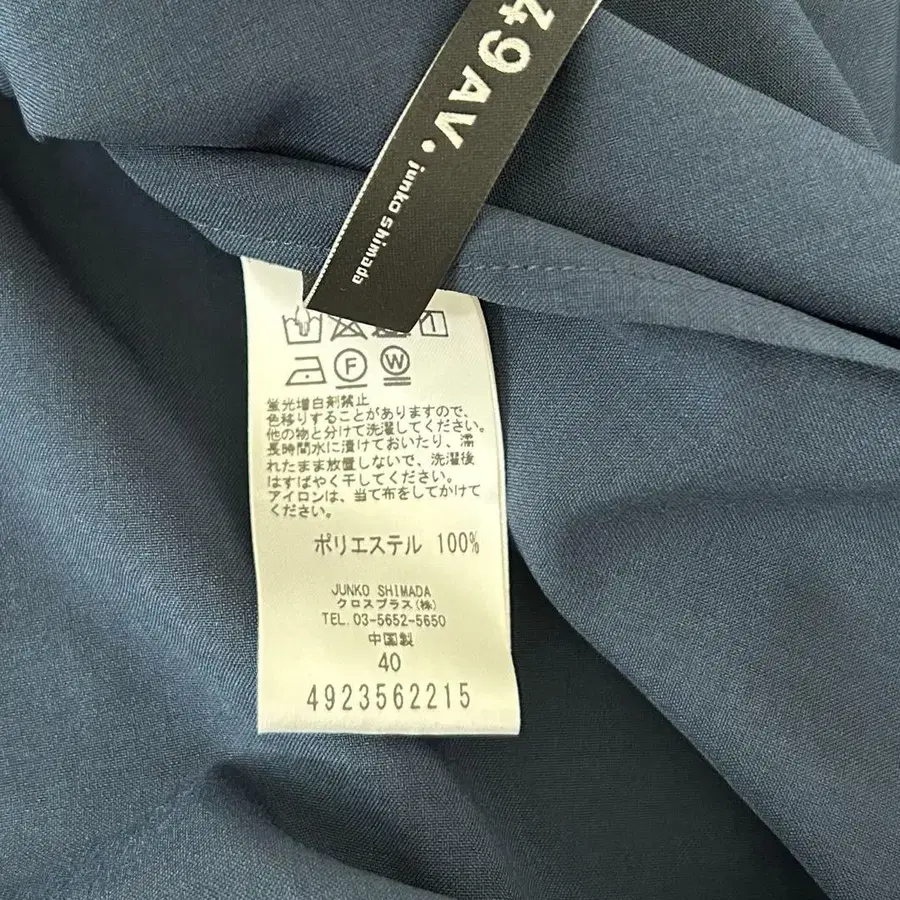 49AV.
junko shimada
F W
蛍光増白剤禁止
色移りすることがありますので、
他の物と分けて洗濯してください。
長時間水に漬けておいたり、濡
れたまま放置しないで、洗濯後
はすばやく干してください。
アイロンは、当て布をしてかけて
ください。
ポリエステル 100%
JUNKO SHIMADA
クロスプラス(株)
TEL.03-5652-5650
中国製
40
4923562215